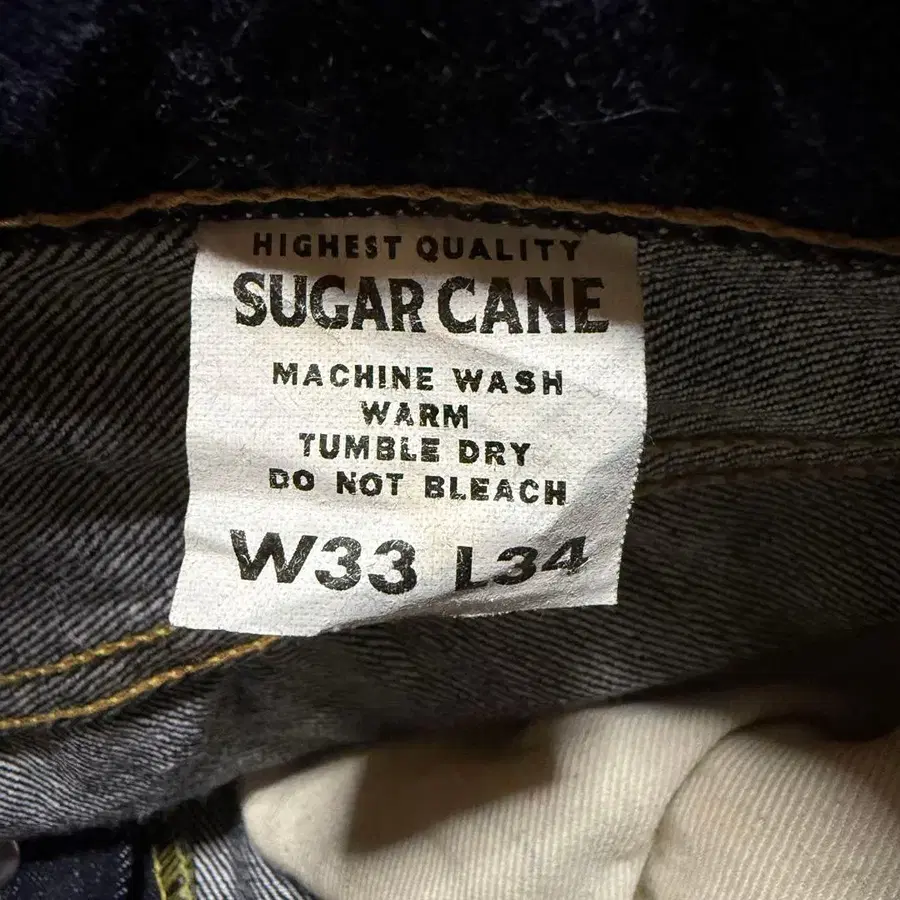 HIGHEST QUALITY
SUGAR CANE
MACHINE WASH
WARM
TUMBLE DRY
DO NOT BLEACH
W33 L34